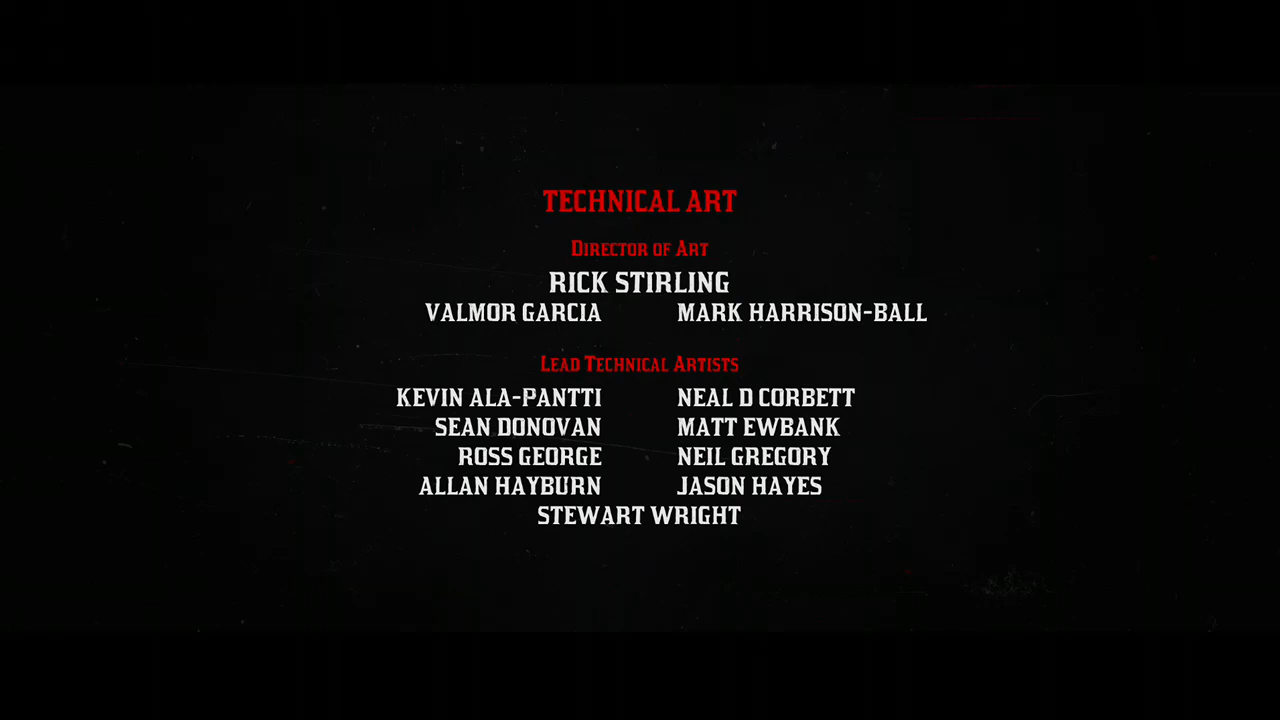 TECHNICAL ART
DIRECTOR OF ART
RICK STIRLING
VALMOR GARCIA MARK HARRISON-BALL
LEAD TECHNICAL ARTISTS
KEVIN ALA-PANTTI NEAL D CORBETT
SEAN DONOVAN MATT EWBANK
ROSS GEORGE NEIL GREGORY
ALLAN HAYBURN JASON HAYES
STEWART WRIGHT